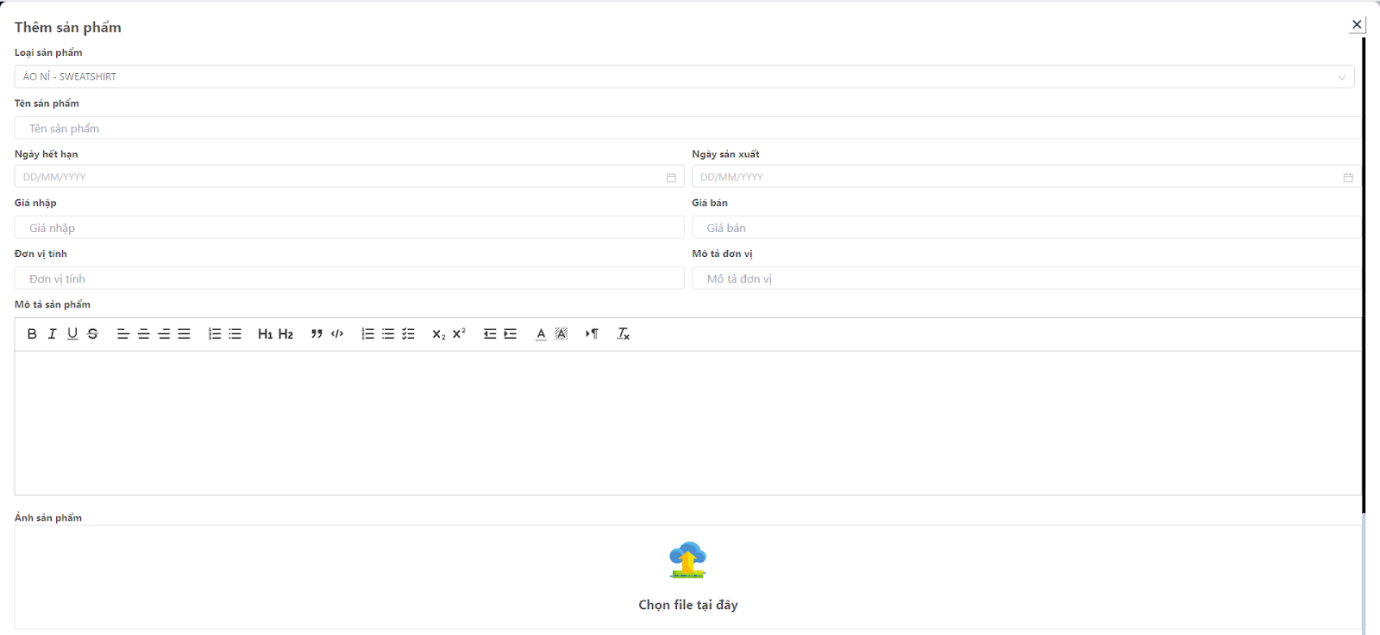 Thêm sản phẩm
Loại sản phẩm
ÁO NỈ - SWEATSHIRT
Tên sản phẩm
Tên sản phẩm
Ngày hết hạn Ngày sản xuất
DD/MM/YYYY DD/MM/YYYY
Giá nhập Giá bán
Giá nhập Giá bán
Đơn vị tính Mô tả đơn vị
Đơn vị tính Mô tả đơn vị
Mô tả sản phẩm
B I U S H1 H2 X2 X² A A Tx
Ảnh sản phẩm
Chọn file tại đây